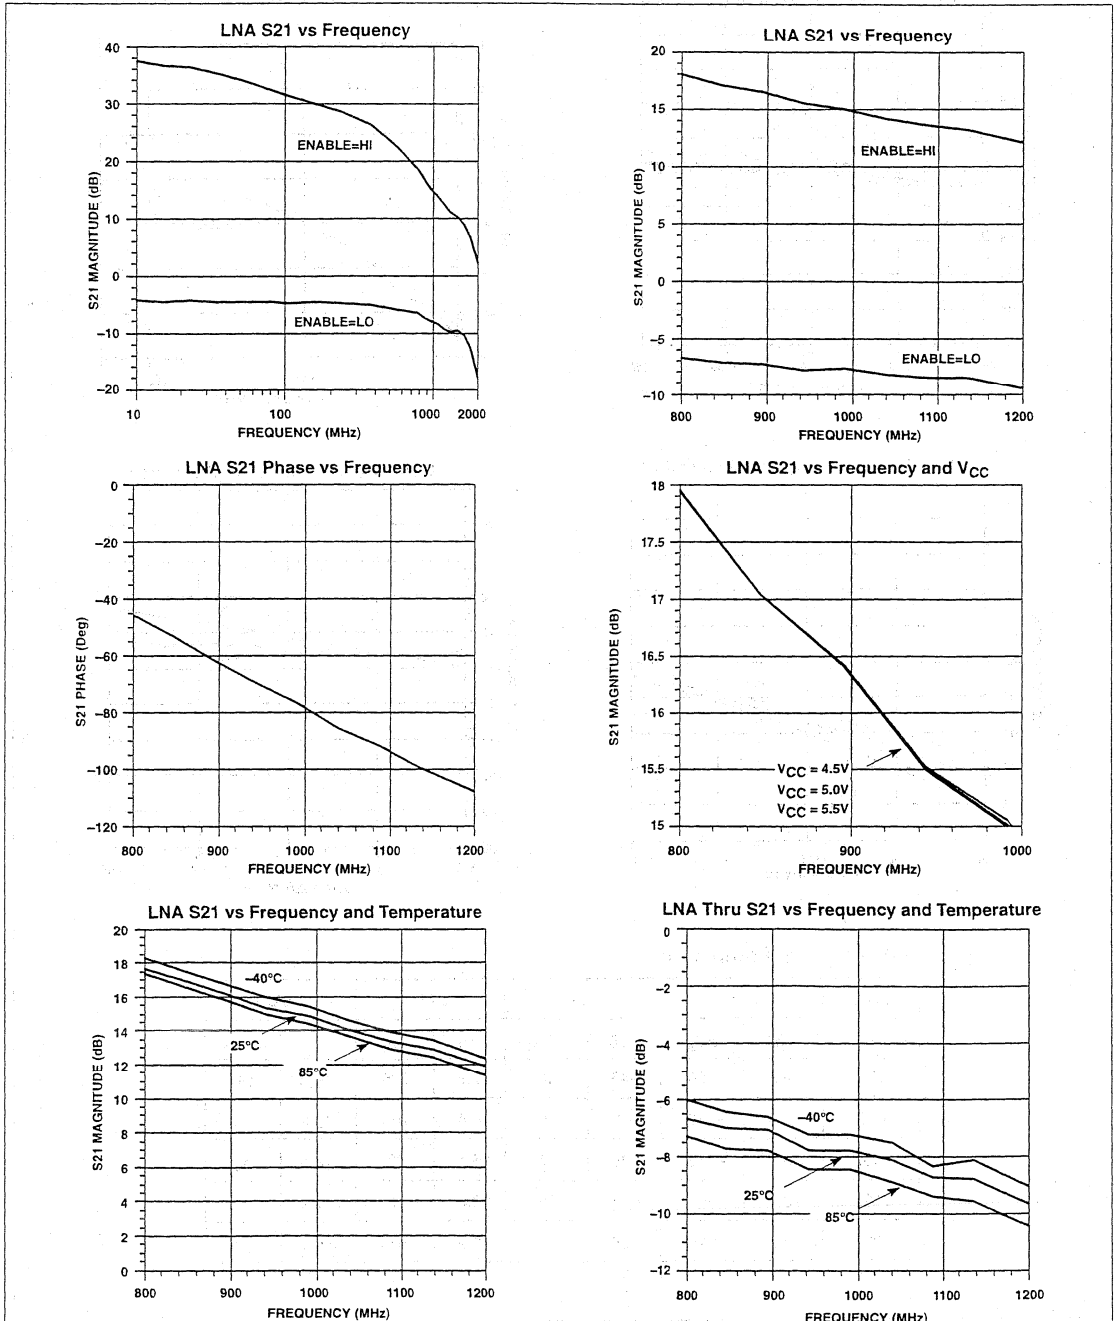 LNA S21 vs Frequency
40
30
20
10
0
−10
−20
S21 MAGNITUDE (dB)
ENABLE=HI
ENABLE=LO
10 100 1000 2000
FREQUENCY (MHz)
LNA S21 vs Frequency
20
15
10
5
0
−5
−10
S21 MAGNITUDE (dB)
ENABLE=HI
ENABLE=LO
800 900 1000 1100 1200
FREQUENCY (MHz)
LNA S21 Phase vs Frequency
0
−20
−40
−60
−80
−100
−120
S21 PHASE (Deg)
800 900 1000 1100 1200
FREQUENCY (MHz)
LNA S21 vs Frequency and VCC
18
17.5
17
16.5
16
15.5
15
S21 MAGNITUDE (dB)
VCC = 4.5V
VCC = 5.0V
VCC = 5.5V
800 900 1000
FREQUENCY (MHz)
LNA S21 vs Frequency and Temperature
20
18
16
14
12
10
8
6
4
2
0
S21 MAGNITUDE (dB)
−40°C
25°C
85°C
800 900 1000 1100 1200
FREQUENCY (MHz)
LNA Thru S21 vs Frequency and Temperature
0
−2
−4
−6
−8
−10
−12
S21 MAGNITUDE (dB)
−40°C
25°C
85°C
800 900 1000 1100 1200
FREQUENCY (MHz)